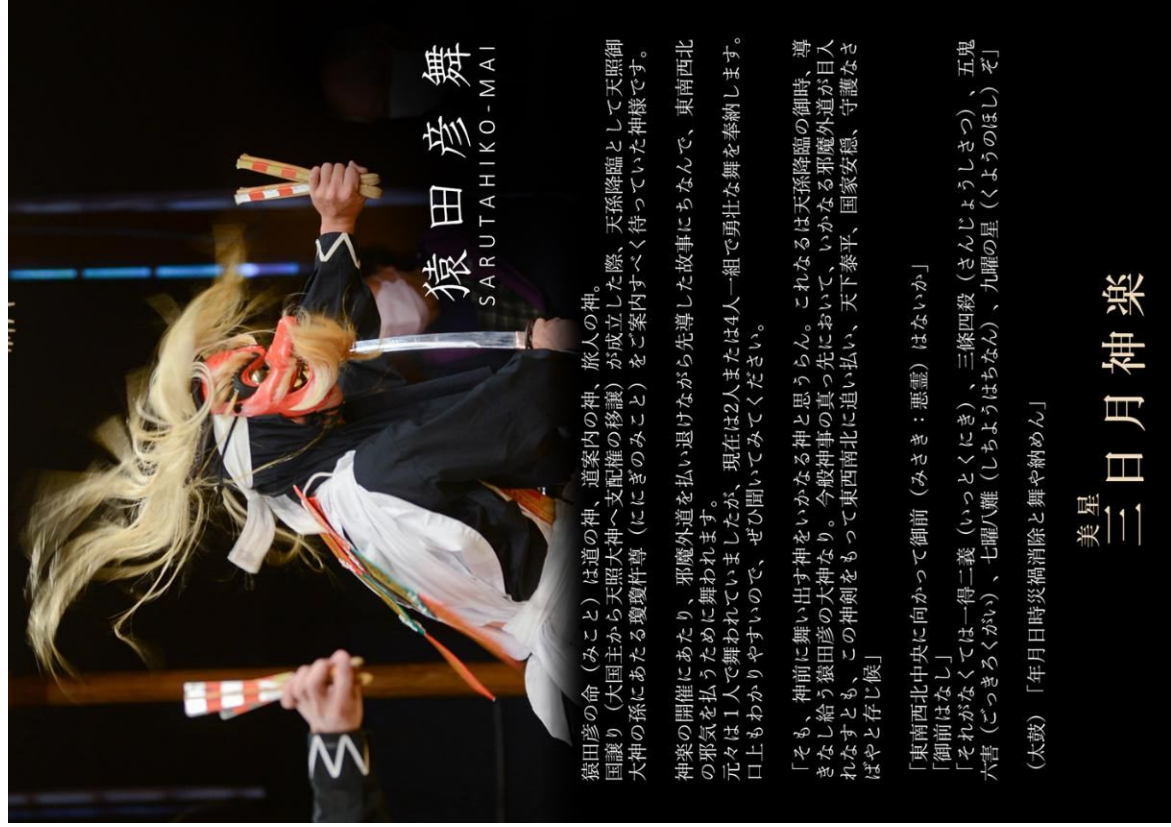 猿田彦舞
SARUTAHIKO-MAI
猿田彦の命（みこと）は道の神、道案内の神、旅人の神。
国譲り（大国主から天照大神へ支配権の移譲）が成立した際、天孫降臨として天照御
大神の孫にあたる瓊瓊杵尊（ににぎのみこと）をご案内すべく待っていた神様です。
神楽の開催にあたり、邪魔外道を払い退けながら先導した故事にちなんで、東南西北
の邪気を払うために舞われます。
元々は１人で舞われていましたが、現在は2人または4人一組で勇壮な舞を奉納します。
口上もわかりやすいので、ぜひ聞いてみてください。
「そも、神前に舞い出す神をいかなる神と思うらん。これなるは天孫降臨の御時、導
きなし給う猿田彦の大神なり。今般神事の真っ先において、いかなる邪魔外道が目入
れなすとも、この神剣をもって東西南北に追い払い、天下泰平、国家安穏、守護なさ
ばやと存じ候」
「東南西北中央に向かって御前（みさき：悪霊）はないか」
「御前はなし」
「それがなくては一得二義（いっとくにぎ）、三條四殺（さんじょうしさつ）、五鬼
六害（ごっきろくがい）、七曜八難（しちようはちなん）、九曜の星（くようのほし）ぞ」
（太鼓）「年月日時災禍消除と舞や納めん」
美星
三日月神楽